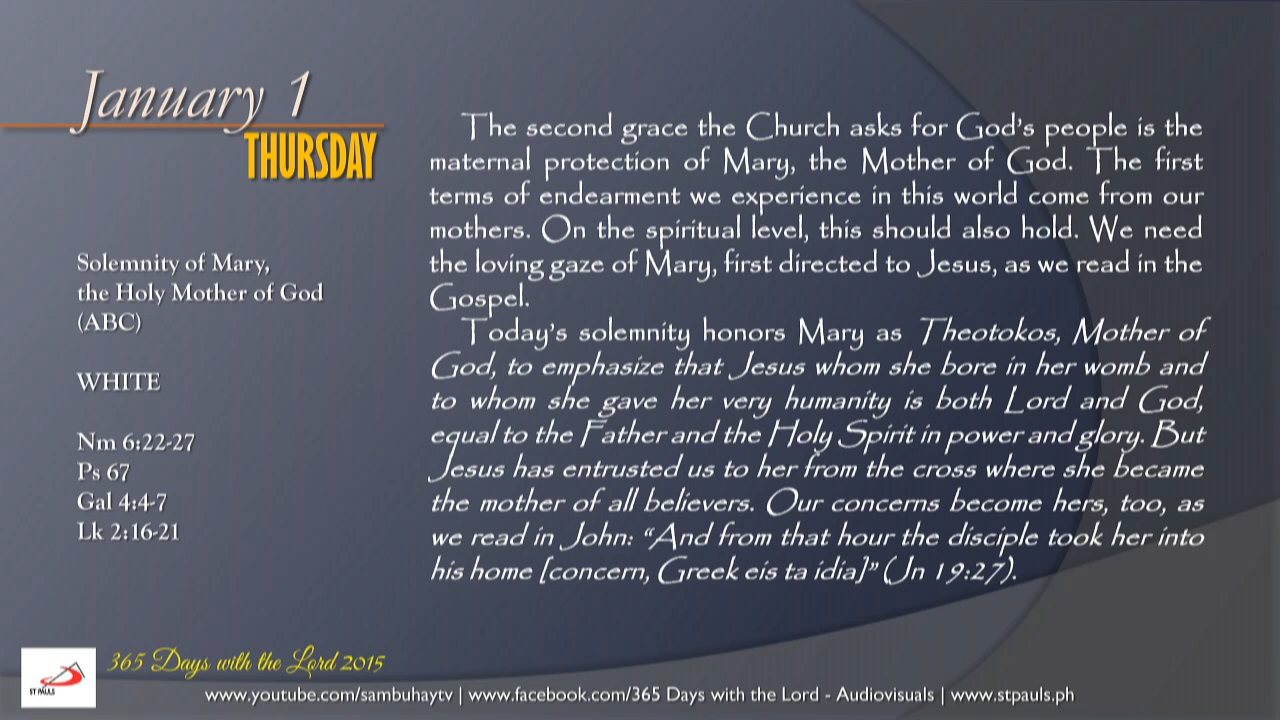 January 1
THURSDAY
Solemnity of Mary,
the Holy Mother of God
(ABC)
WHITE
Nm 6:22-27
Ps 67
Gal 4:4-7
Lk 2:16-21
The second grace the Church asks for God's people is the
maternal protection of Mary, the Mother of God. The first
terms of endearment we experience in this world come from our
mothers. On the spiritual level, this should also hold. We need
the loving gaze of Mary, first directed to Jesus, as we read in the
Gospel.
Today's solemnity honors Mary as Theotokos, Mother of
God, to emphasize that Jesus whom she bore in her womb and
to whom she gave her very humanity is both Lord and God,
equal to the Father and the Holy Spirit in power and glory. But
Jesus has entrusted us to her from the cross where she became
the mother of all believers. Our concerns become hers, too, as
we read in John: “And from that hour the disciple took her into
his home [concern, Greek eis ta idia]” (Jn 19:27).
ST PAULS
365 Days with the Lord 2015
www.youtube.com/sambuhaytv | www.facebook.com/365 Days with the Lord - Audiovisuals | www.stpauls.ph